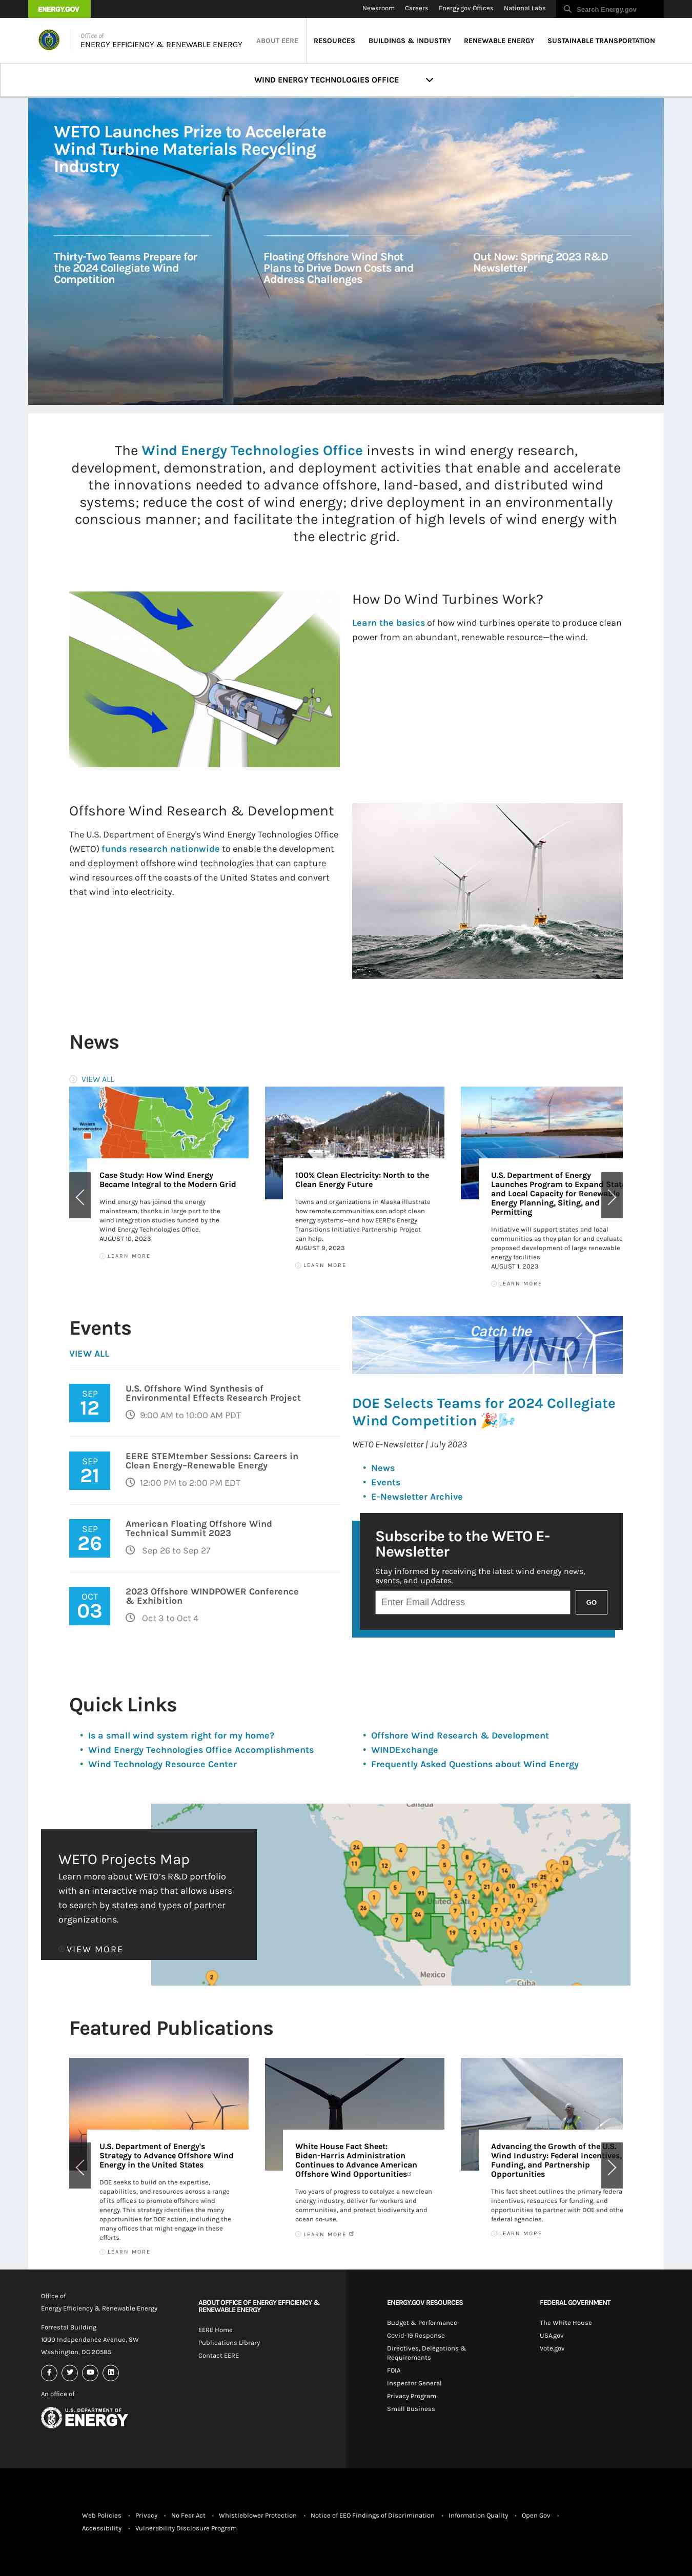 ENERGY.GOV
Newsroom
Careers
Energy.gov Offices
National Labs
Search Energy.gov
Office of
ENERGY EFFICIENCY & RENEWABLE ENERGY
ABOUT EERE
RESOURCES
BUILDINGS & INDUSTRY
RENEWABLE ENERGY
SUSTAINABLE TRANSPORTATION
WIND ENERGY TECHNOLOGIES OFFICE
WETO Launches Prize to Accelerate
Wind Turbine Materials Recycling
Industry
Thirty-Two Teams Prepare for
the 2024 Collegiate Wind
Competition
Floating Offshore Wind Shot
Plans to Drive Down Costs and
Address Challenges
Out Now: Spring 2023 R&D
Newsletter
The Wind Energy Technologies Office invests in wind energy research,
development, demonstration, and deployment activities that enable and accelerate
the innovations needed to advance offshore, land-based, and distributed wind
systems; reduce the cost of wind energy; drive deployment in an environmentally
conscious manner; and facilitate the integration of high levels of wind energy with
the electric grid.
How Do Wind Turbines Work?
Learn the basics of how wind turbines operate to produce clean
power from an abundant, renewable resource—the wind.
Offshore Wind Research & Development
The U.S. Department of Energy's Wind Energy Technologies Office
(WETO) funds research nationwide to enable the development
and deployment offshore wind technologies that can capture
wind resources off the coasts of the United States and convert
that wind into electricity.
News
VIEW ALL
Western
Interconnection
Case Study: How Wind Energy
Became Integral to the Modern Grid
Wind energy has joined the energy
mainstream, thanks in large part to the
wind integration studies funded by the
Wind Energy Technologies Office.
AUGUST 10, 2023
LEARN MORE
100% Clean Electricity: North to the
Clean Energy Future
Towns and organizations in Alaska illustrate
how remote communities can adopt clean
energy systems—and how EERE's Energy
Transitions Initiative Partnership Project
can help.
AUGUST 9, 2023
LEARN MORE
U.S. Department of Energy
Launches Program to Expand State
and Local Capacity for Renewable
Energy Planning, Siting, and
Permitting
Initiative will support states and local
communities as they plan for and evaluate
proposed development of large renewable
energy facilities
AUGUST 1, 2023
LEARN MORE
Events
VIEW ALL
SEP
12
U.S. Offshore Wind Synthesis of
Environmental Effects Research Project
9:00 AM to 10:00 AM PDT
SEP
21
EERE STEMtember Sessions: Careers in
Clean Energy–Renewable Energy
12:00 PM to 2:00 PM EDT
SEP
26
American Floating Offshore Wind
Technical Summit 2023
Sep 26 to Sep 27
OCT
03
2023 Offshore WINDPOWER Conference
& Exhibition
Oct 3 to Oct 4
Catch the
WIND
DOE Selects Teams for 2024 Collegiate
Wind Competition 🎉🌬️
WETO E-Newsletter | July 2023
• News
• Events
• E-Newsletter Archive
Subscribe to the WETO E-
Newsletter
Stay informed by receiving the latest wind energy news,
events, and updates.
Enter Email Address
GO
Quick Links
• Is a small wind system right for my home?
• Wind Energy Technologies Office Accomplishments
• Wind Technology Resource Center
• Offshore Wind Research & Development
• WINDExchange
• Frequently Asked Questions about Wind Energy
WETO Projects Map
Learn more about WETO's R&D portfolio
with an interactive map that allows users
to search by states and types of partner
organizations.
VIEW MORE
Canada
United
Mexico
Cuba
Featured Publications
U.S. Department of Energy's
Strategy to Advance Offshore Wind
Energy in the United States
DOE seeks to build on the expertise,
capabilities, and resources across a range
of its offices to promote offshore wind
energy. This strategy identifies the many
opportunities for DOE action, including the
many offices that might engage in these
efforts.
LEARN MORE
White House Fact Sheet:
Biden-Harris Administration
Continues to Advance American
Offshore Wind Opportunities
Two years of progress to catalyze a new clean
energy industry, deliver for workers and
communities, and protect biodiversity and
ocean co-use.
LEARN MORE
Advancing the Growth of the U.S.
Wind Industry: Federal Incentives,
Funding, and Partnership
Opportunities
This fact sheet outlines the primary federal
incentives, resources for funding, and
opportunities to partner with DOE and other
federal agencies.
LEARN MORE
Office of
Energy Efficiency & Renewable Energy
Forrestal Building
1000 Independence Avenue, SW
Washington, DC 20585
An office of
U.S. DEPARTMENT OF
ENERGY
ABOUT OFFICE OF ENERGY EFFICIENCY &
RENEWABLE ENERGY
EERE Home
Publications Library
Contact EERE
ENERGY.GOV RESOURCES
Budget & Performance
Covid-19 Response
Directives, Delegations &
Requirements
FOIA
Inspector General
Privacy Program
Small Business
FEDERAL GOVERNMENT
The White House
USA.gov
Vote.gov
Web Policies • Privacy • No Fear Act • Whistleblower Protection • Notice of EEO Findings of Discrimination • Information Quality • Open Gov •
Accessibility • Vulnerability Disclosure Program